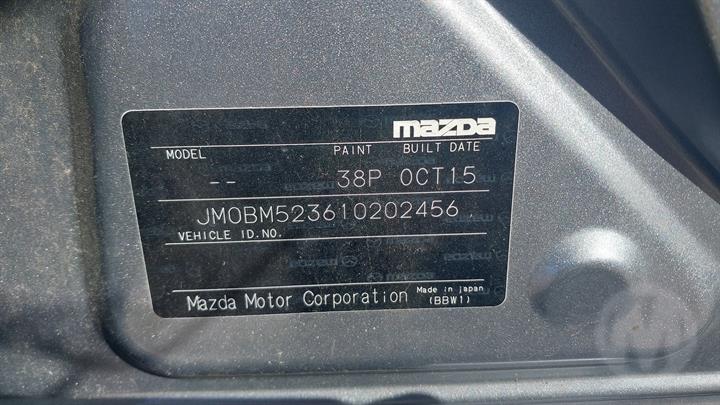 mazda
MODEL PAINT BUILT DATE
-- 38P OCT15
JM0BM523610202456
VEHICLE ID.NO.
Mazda Motor Corporation Made in japan
(BBW1)